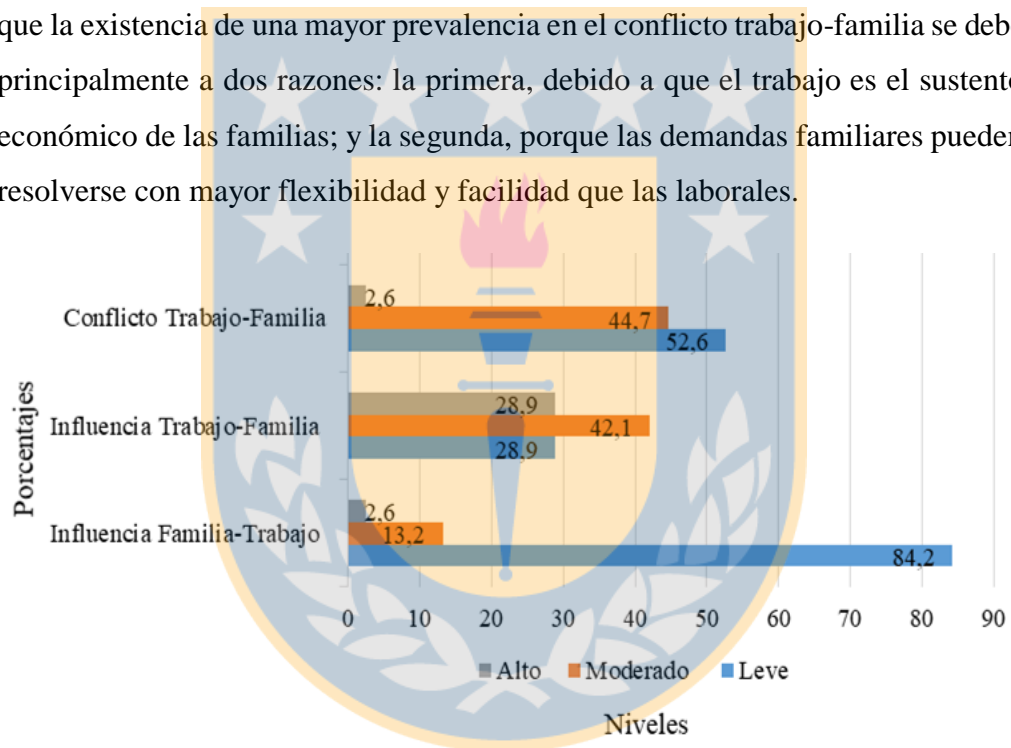 que la existencia de una mayor prevalencia en el conflicto trabajo-familia se deb
principalmente a dos razones: la primera, debido a que el trabajo es el sustento
económico de las familias; y la segunda, porque las demandas familiares pueden
resolverse con mayor flexibilidad y facilidad que las laborales.
2,6
Conflicto Trabajo-Familia
44,7
52,6
28,9
Influencia Trabajo-Familia
42,1
28,9
Porcentajes
2,6
Influencia Familia-Trabajo
13,2
84,2
0 10 20 30 40 50 60 70 80 90
Alto Moderado Leve
Niveles